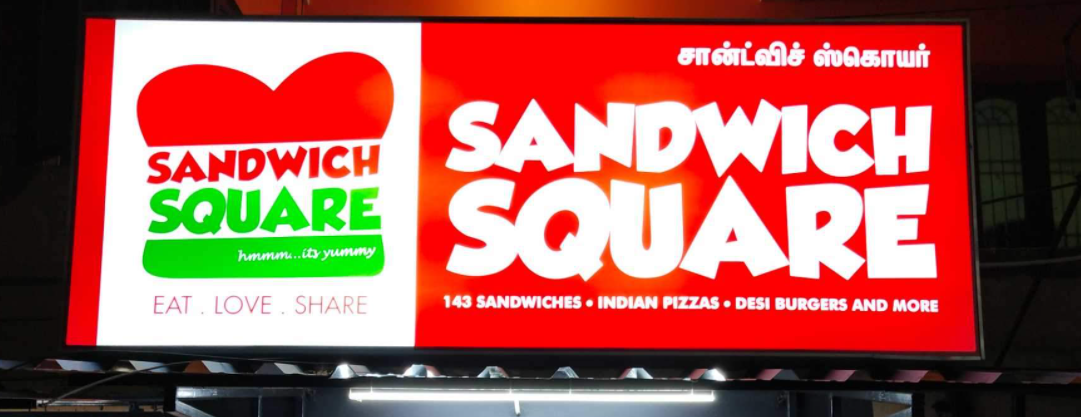 SANDWICH
SQUARE
hmmm...its yummy
EAT . LOVE . SHARE
சான்ட்விச் ஸ்கொயர்
SANDWICH
SQUARE
143 SANDWICHES • INDIAN PIZZAS • DESI BURGERS AND MORE